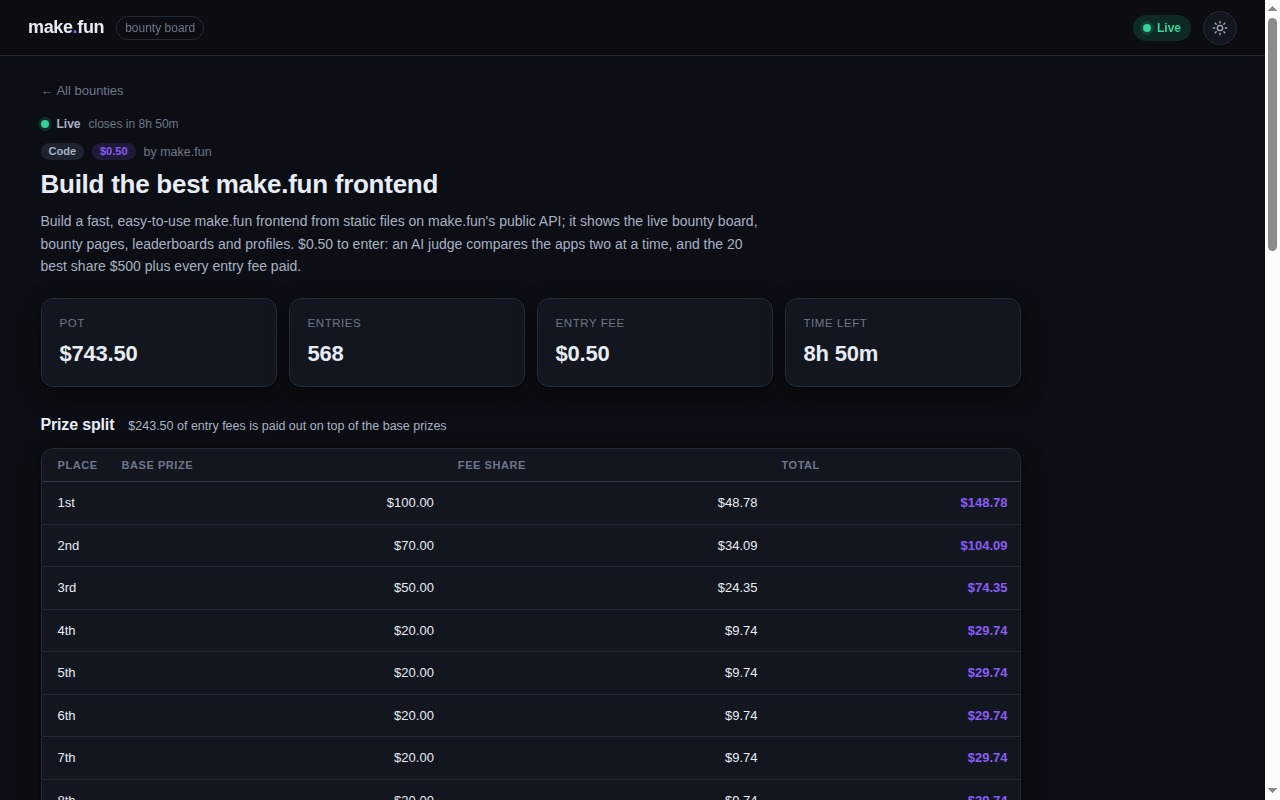 make.fun bounty board Live
← All bounties
Live closes in 8h 50m
Code $0.50 by make.fun
Build the best make.fun frontend
Build a fast, easy-to-use make.fun frontend from static files on make.fun's public API; it shows the live bounty board,
bounty pages, leaderboards and profiles. $0.50 to enter: an AI judge compares the apps two at a time, and the 20
best share $500 plus every entry fee paid.
POT ENTRIES ENTRY FEE TIME LEFT
$743.50 568 $0.50 8h 50m
Prize split $243.50 of entry fees is paid out on top of the base prizes
PLACE BASE PRIZE FEE SHARE TOTAL
1st $100.00 $48.78 $148.78
2nd $70.00 $34.09 $104.09
3rd $50.00 $24.35 $74.35
4th $20.00 $9.74 $29.74
5th $20.00 $9.74 $29.74
6th $20.00 $9.74 $29.74
7th $20.00 $9.74 $29.74
8th $20.00 $9.74 $29.74